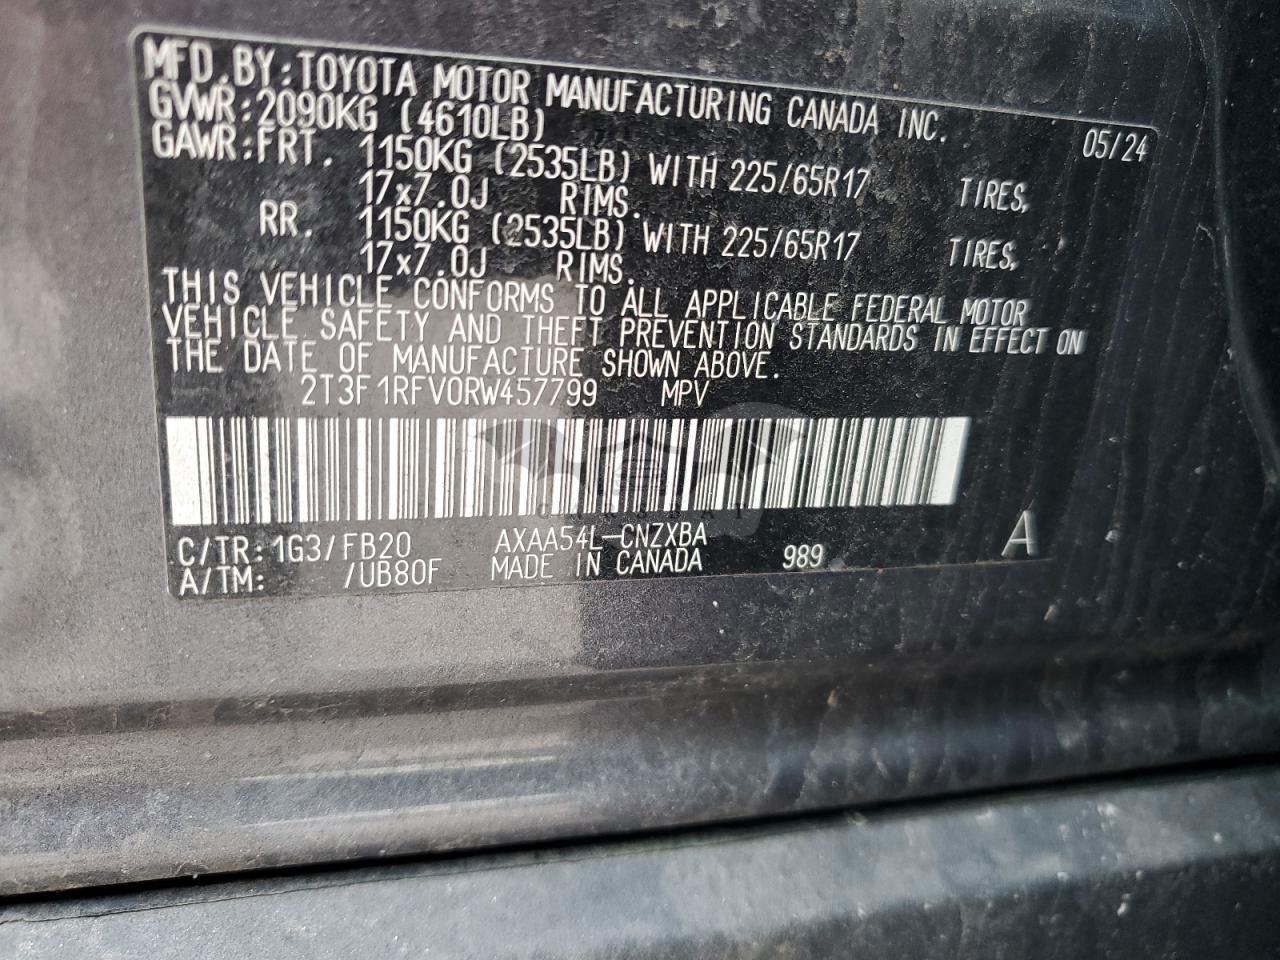 MFD.BY:TOYOTA MOTOR MANUFACTURING CANADA INC. 05/24
GVWR:2090KG (4610LB)
GAWR:FRT. 1150KG (2535LB) WITH 225/65R17 TIRES,
17x7.0J RIMS.
RR. 1150KG (2535LB) WITH 225/65R17 TIRES,
17x7.0J RIMS.
THIS VEHICLE CONFORMS TO ALL APPLICABLE FEDERAL MOTOR
VEHICLE SAFETY AND THEFT PREVENTION STANDARDS IN EFFECT ON
THE DATE OF MANUFACTURE SHOWN ABOVE.
2T3F1RFV0RW457799 MPV
C/TR:1G3/FB20 AXAA54L-CNZXBA
A/TM: /UB80F MADE IN CANADA 989 A